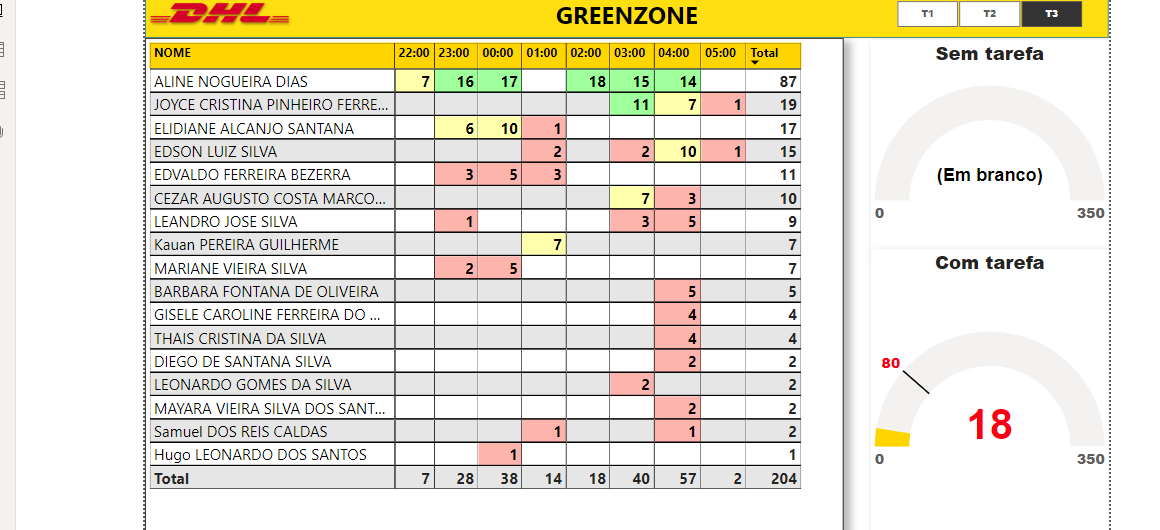 DHL
GREENZONE
T1 T2 T3
NOME 22:00 23:00 00:00 01:00 02:00 03:00 04:00 05:00 Total
ALINE NOGUEIRA DIAS 7 16 17 18 15 14 87
JOYCE CRISTINA PINHEIRO FERRE... 11 7 1 19
ELIDIANE ALCANJO SANTANA 6 10 1 17
EDSON LUIZ SILVA 2 2 10 1 15
EDVALDO FERREIRA BEZERRA 3 5 3 11
CEZAR AUGUSTO COSTA MARCO... 7 3 10
LEANDRO JOSE SILVA 1 3 5 9
Kauan PEREIRA GUILHERME 7 7
MARIANE VIEIRA SILVA 2 5 7
BARBARA FONTANA DE OLIVEIRA 5 5
GISELE CAROLINE FERREIRA DO ... 4 4
THAIS CRISTINA DA SILVA 4 4
DIEGO DE SANTANA SILVA 2 2
LEONARDO GOMES DA SILVA 2 2
MAYARA VIEIRA SILVA DOS SANT... 2 2
Samuel DOS REIS CALDAS 1 1 2
Hugo LEONARDO DOS SANTOS 1 1
Total 7 28 38 14 18 40 57 2 204
Sem tarefa
(Em branco)
0 350
Com tarefa
80
18
0 350